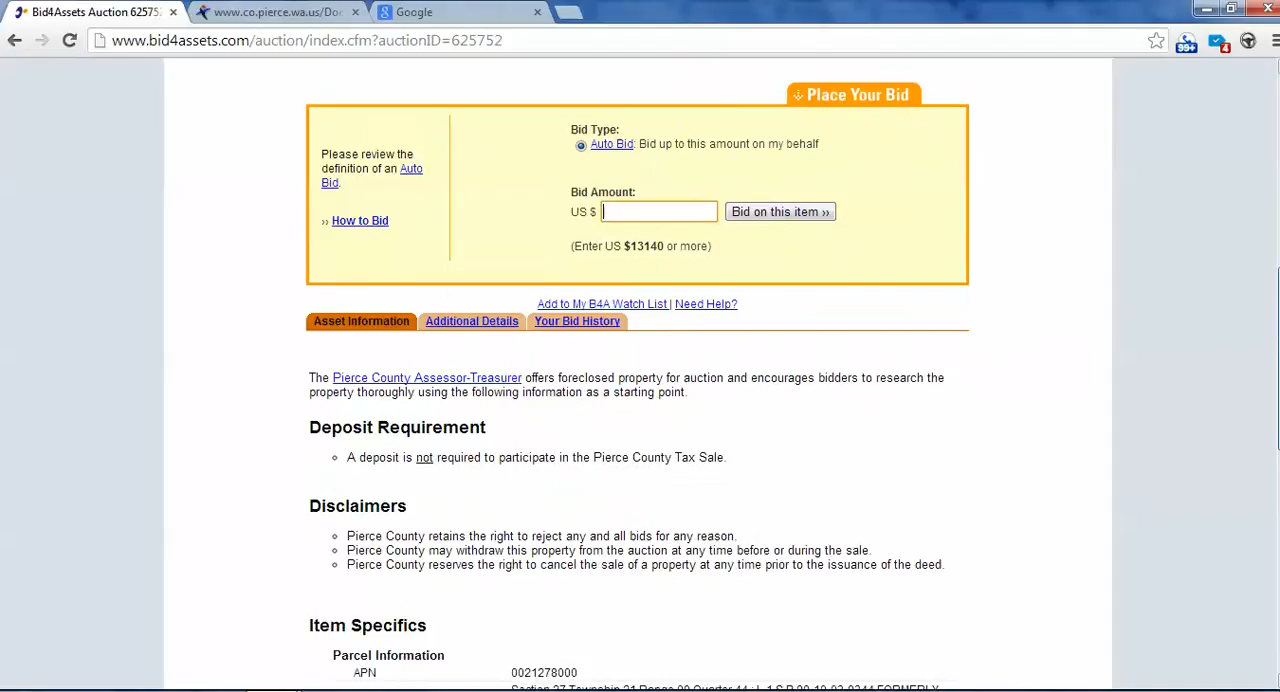 Bid4Assets Auction 62575
www.co.pierce.wa.us/Doc
Google
www.bid4assets.com/auction/index.cfm?auctionID=625752
99+
4
Place Your Bid
Bid Type:
Auto Bid: Bid up to this amount on my behalf
Please review the
definition of an Auto
Bid.
Bid Amount:
US $
Bid on this item ››
›› How to Bid
(Enter US $13140 or more)
Add to My B4A Watch List | Need Help?
Asset Information Additional Details Your Bid History
The Pierce County Assessor-Treasurer offers foreclosed property for auction and encourages bidders to research the
property thoroughly using the following information as a starting point.
Deposit Requirement
A deposit is not required to participate in the Pierce County Tax Sale.
Disclaimers
Pierce County retains the right to reject any and all bids for any reason.
Pierce County may withdraw this property from the auction at any time before or during the sale.
Pierce County reserves the right to cancel the sale of a property at any time prior to the issuance of the deed.
Item Specifics
Parcel Information
APN 0021278000